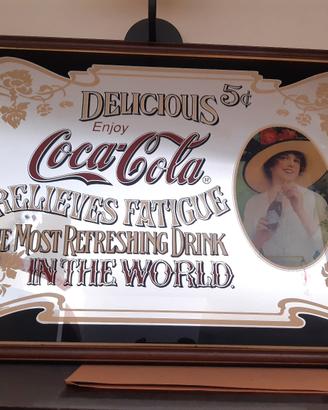 DELICIOUS 5¢
Enjoy
Coca-Cola®
RELIEVES FATIGUE
MOST REFRESHING DRINK
IN THE WORLD.